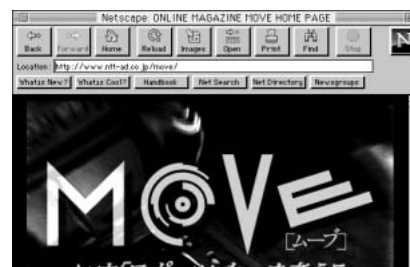 Netscape: ONLINE MAGAZINE MOVE HOME PAGE
Back Forward Home Reload Images Open Print Find Stop N
Location: http://www.ntt-ad.co.jp/move/
What's New? What's Cool? Handbook Net Search Net Directory Newsgroups
MOVE
[ムーブ]